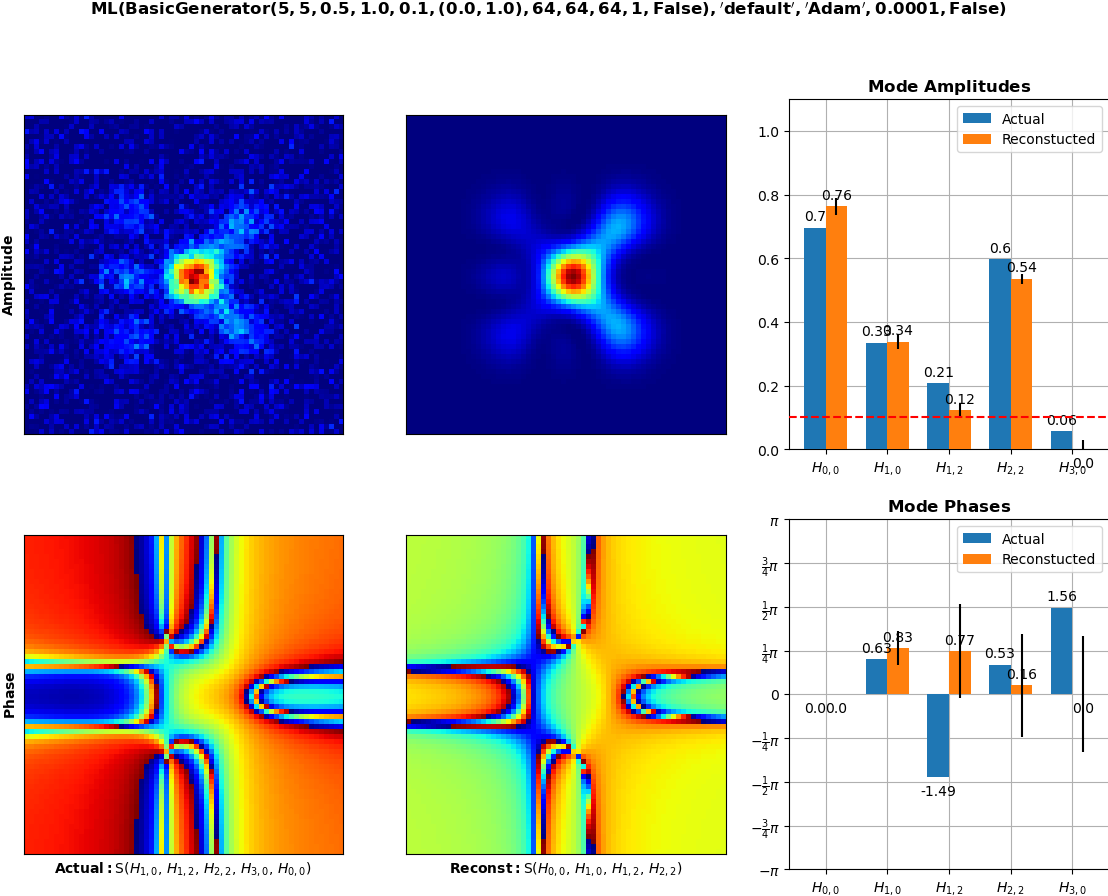 ML(BasicGenerator(5, 5, 0.5, 1.0, 0.1, (0.0, 1.0), 64, 64, 64, 1, False), ′default′, ′Adam′, 0.0001, False)
Amplitude
Mode Amplitudes
Actual
Reconstucted
1.0
0.8
0.6
0.4
0.2
0.0
0.7
0.76
0.33
0.34
0.21
0.12
0.6
0.54
0.06
0.0
H0,0
H1,0
H1,2
H2,2
H3,0
Phase
Actual: S(H1,0, H1,2, H2,2, H3,0, H0,0)
Reconst: S(H0,0, H1,0, H1,2, H2,2)
Mode Phases
Actual
Reconstucted
π
3/4π
1/2π
1/4π
0
−1/4π
−1/2π
−3/4π
−π
0.0
0.0
0.63
0.83
-1.49
0.77
0.53
0.16
1.56
0.0
H0,0
H1,0
H1,2
H2,2
H3,0